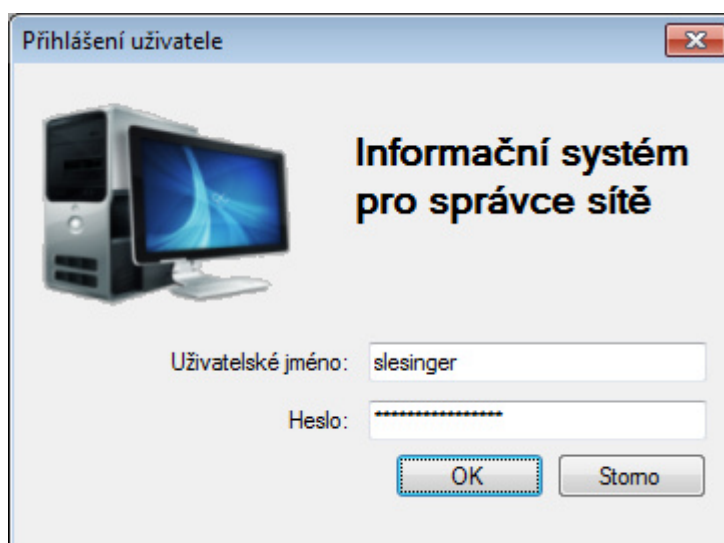 Přihlášení uživatele
Informační systém
pro správce sítě
Uživatelské jméno: slesinger
Heslo: ****************
OK Storno